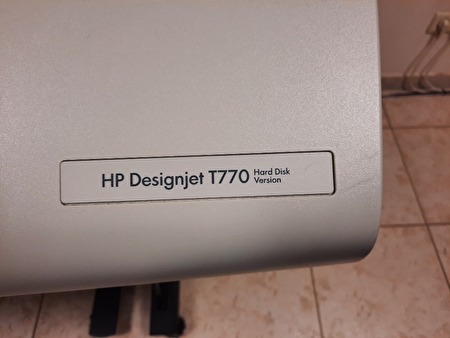 HP Designjet T770 Hard Disk
Version